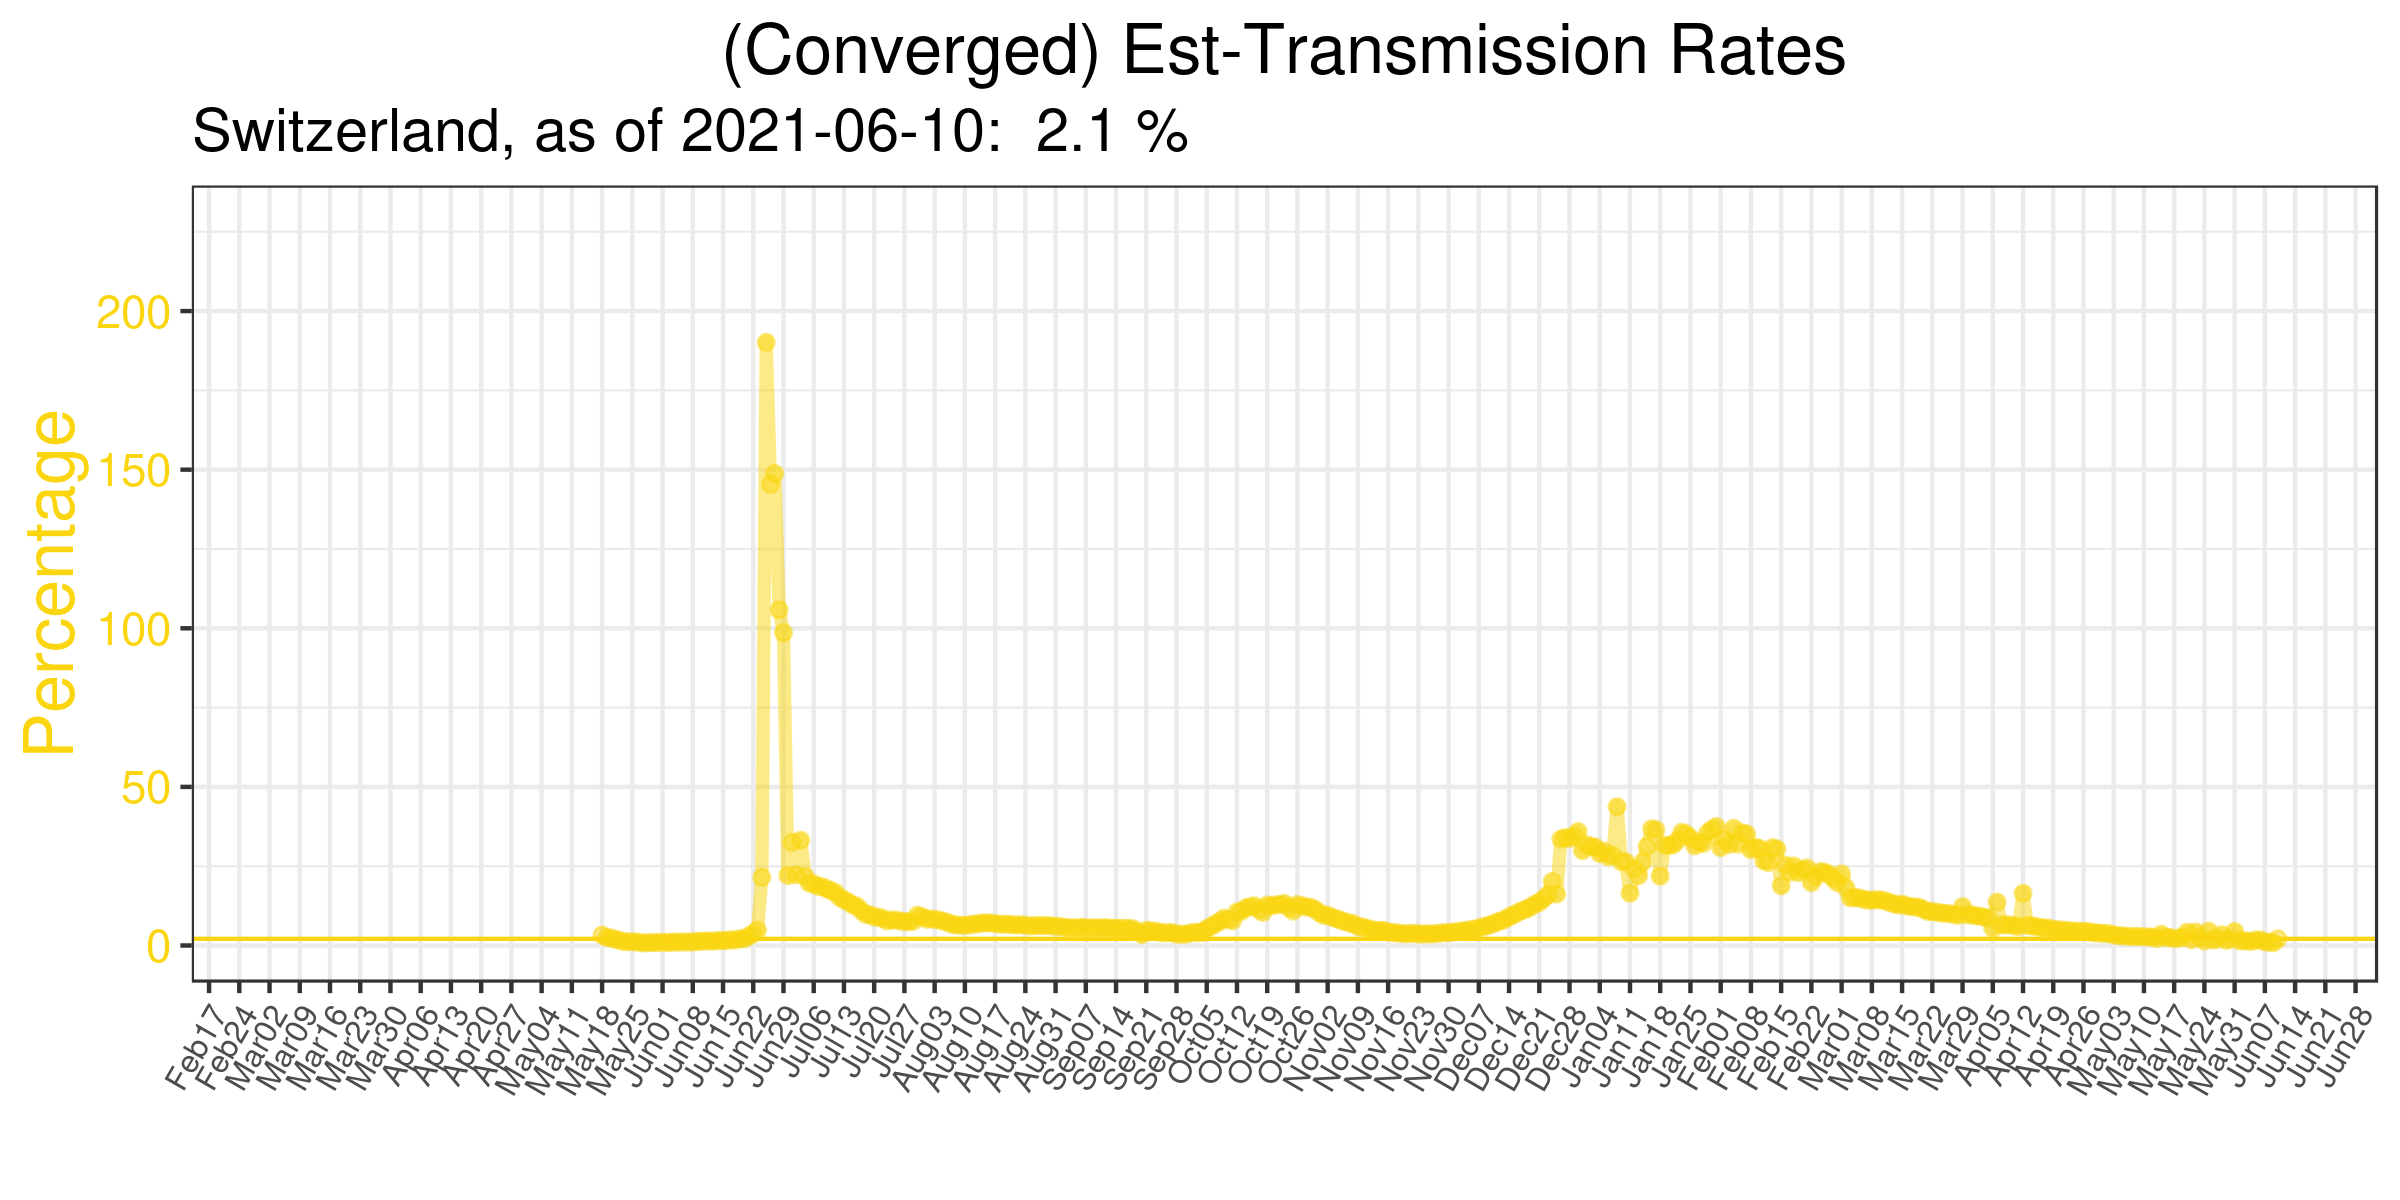 (Converged) Est-Transmission Rates
Switzerland, as of 2021-06-10:  2.1 %
Percentage
200
150
100
50
0
Feb17
Feb24
Mar02
Mar09
Mar16
Mar23
Mar30
Apr06
Apr13
Apr20
Apr27
May04
May11
May18
May25
Jun01
Jun08
Jun15
Jun22
Jun29
Jul06
Jul13
Jul20
Jul27
Aug03
Aug10
Aug17
Aug24
Aug31
Sep07
Sep14
Sep21
Sep28
Oct05
Oct12
Oct19
Oct26
Nov02
Nov09
Nov16
Nov23
Nov30
Dec07
Dec14
Dec21
Dec28
Jan04
Jan11
Jan18
Jan25
Feb01
Feb08
Feb15
Feb22
Mar01
Mar08
Mar15
Mar22
Mar29
Apr05
Apr12
Apr19
Apr26
May03
May10
May17
May24
May31
Jun07
Jun14
Jun21
Jun28